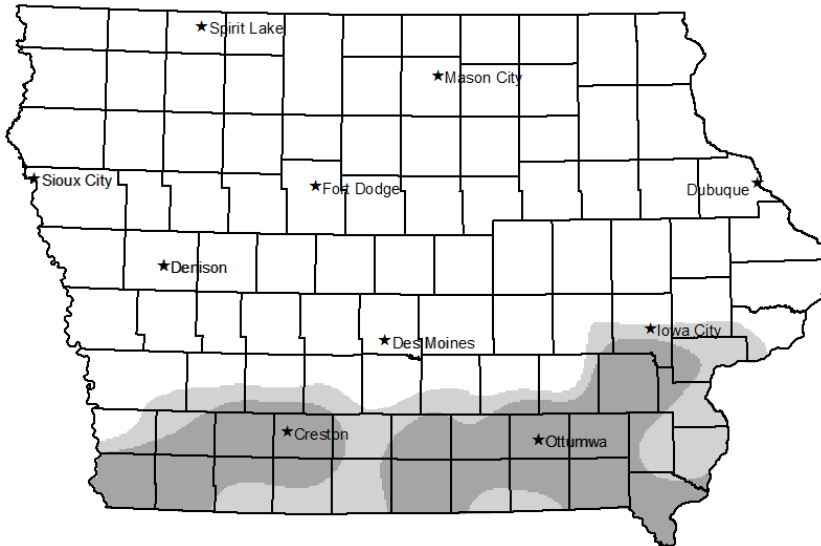 Spirit Lake
Mason City
Sioux City
Fort Dodge
Dubuque
Denison
Iowa City
Des Moines
Creston
Ottumwa